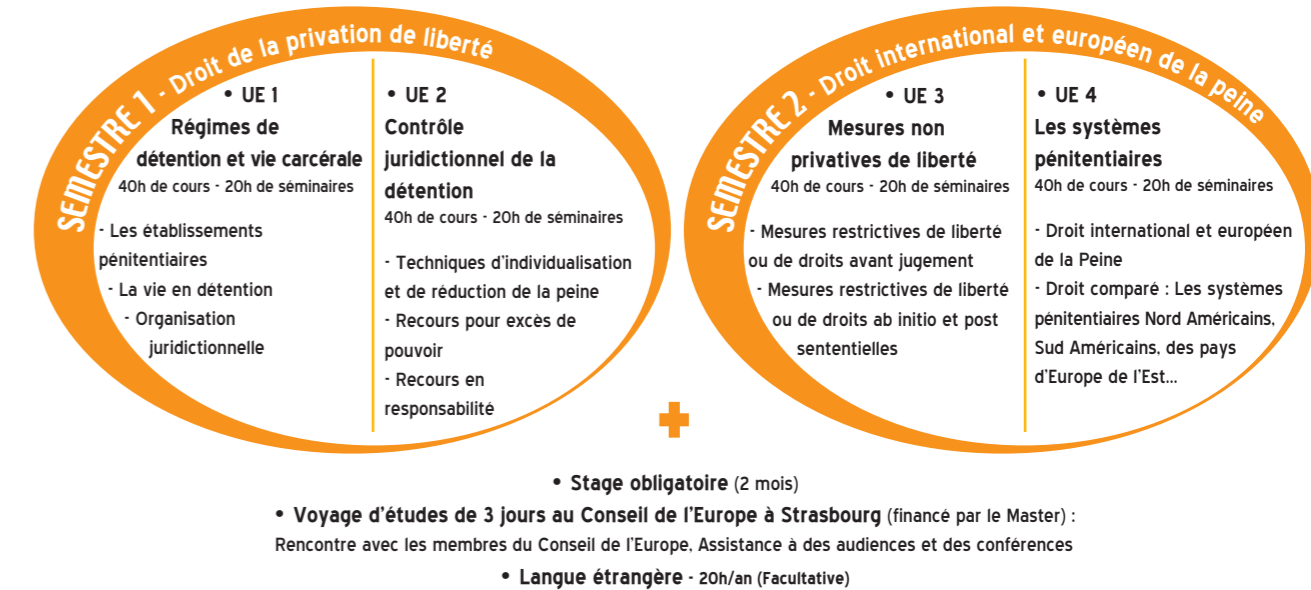 SEMESTRE 1 - Droit de la privation de liberté
• UE 1
Régimes de
détention et vie carcérale
40h de cours - 20h de séminaires
- Les établissements
pénitentiaires
- La vie en détention
- Organisation
juridictionnelle
• UE 2
Contrôle
juridictionnel de la
détention
40h de cours - 20h de séminaires
- Techniques d'individualisation
et de réduction de la peine
- Recours pour excès de
pouvoir
- Recours en
responsabilité
SEMESTRE 2 - Droit international et européen de la peine
• UE 3
Mesures non
privatives de liberté
40h de cours - 20h de séminaires
- Mesures restrictives de liberté
ou de droits avant jugement
- Mesures restrictives de liberté
ou de droits ab initio et post
sententielles
• UE 4
Les systèmes
pénitentiaires
40h de cours - 20h de séminaires
- Droit international et européen
de la Peine
- Droit comparé : Les systèmes
pénitentiaires Nord Américains,
Sud Américains, des pays
d'Europe de l'Est...
+
• Stage obligatoire (2 mois)
• Voyage d'études de 3 jours au Conseil de l'Europe à Strasbourg (financé par le Master) :
Rencontre avec les membres du Conseil de l'Europe, Assistance à des audiences et des conférences
• Langue étrangère - 20h/an (Facultative)